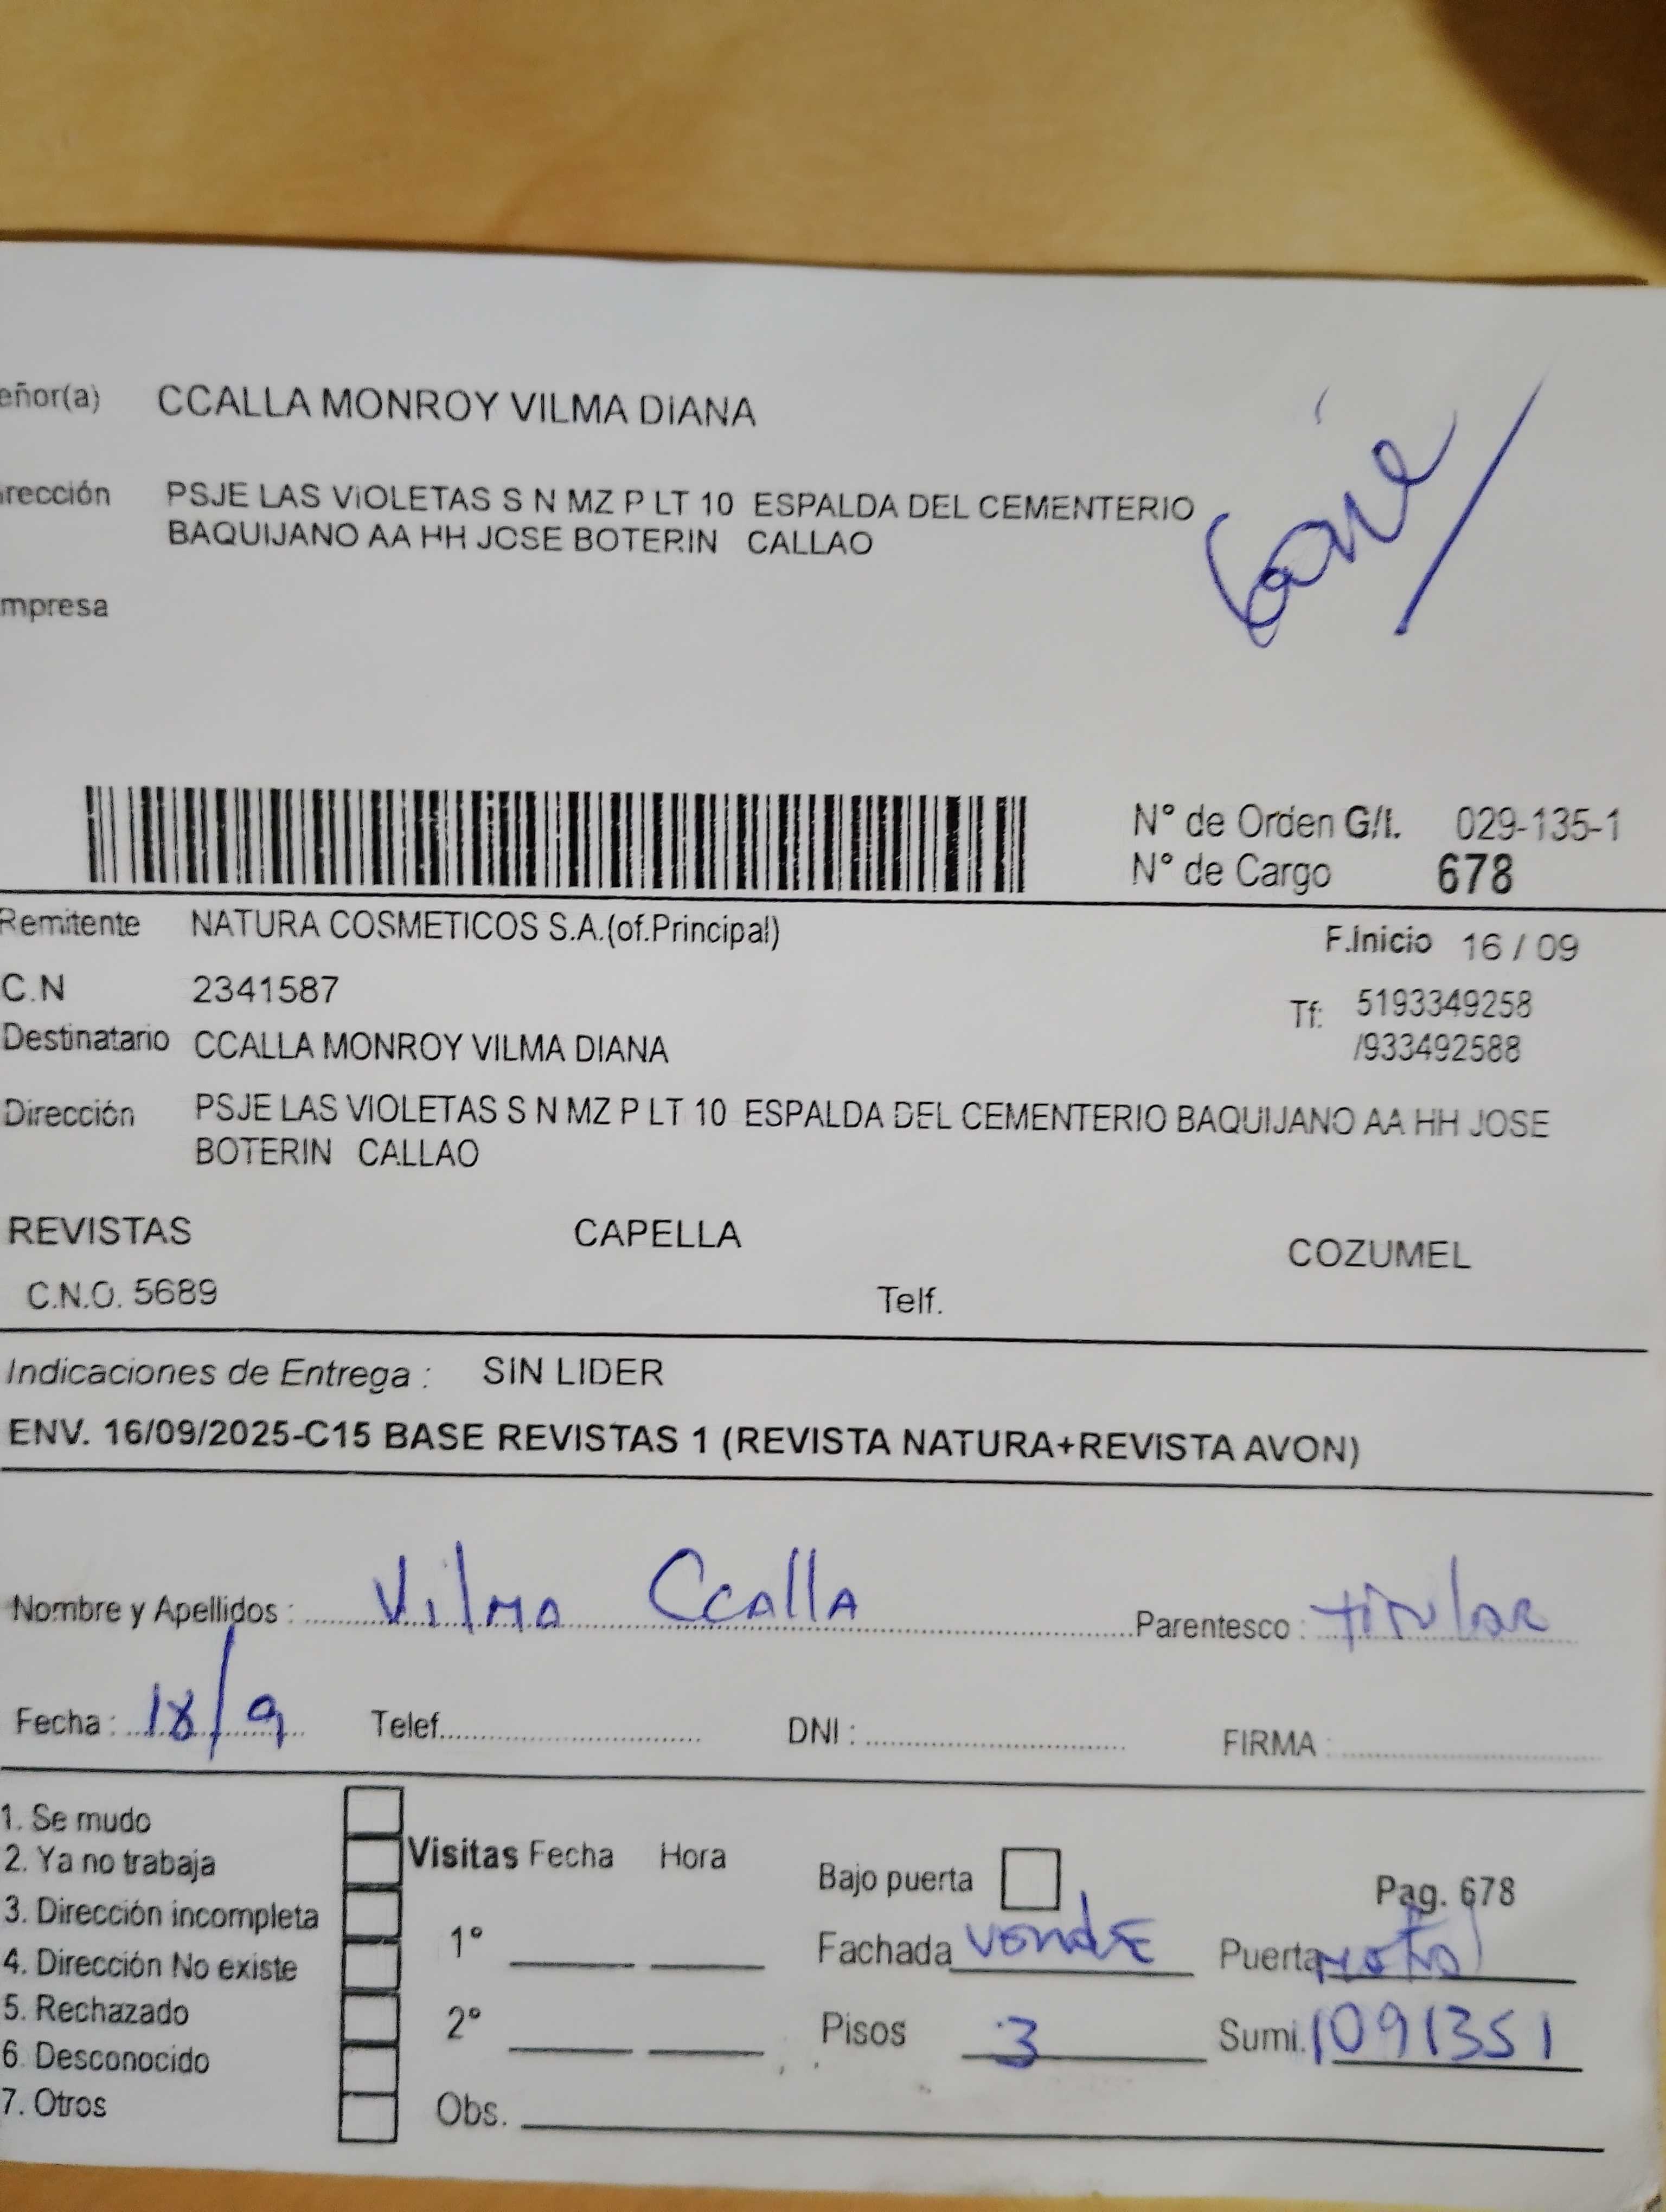 eñor(a) CCALLA MONROY VILMA DIANA
rección PSJE LAS VIOLETAS S N MZ P LT 10 ESPALDA DEL CEMENTERIO
BAQUIJANO AA HH JOSE BOTERIN CALLAO
mpresa
N° de Orden G/I. 029-135-1
N° de Cargo 678
Remitente NATURA COSMETICOS S.A.(of.Principal)
F.Inicio 16 / 09
C.N 2341587
Tf: 5193349258
/933492588
Destinatario CCALLA MONROY VILMA DIANA
Dirección PSJE LAS VIOLETAS S N MZ P LT 10 ESPALDA DEL CEMENTERIO BAQUIJANO AA HH JOSE
BOTERIN CALLAO
REVISTAS CAPELLA COZUMEL
C.N.O. 5689 Telf.
Indicaciones de Entrega : SIN LIDER
ENV. 16/09/2025-C15 BASE REVISTAS 1 (REVISTA NATURA+REVISTA AVON)
Nombre y Apellidos : Vilma Ccalla Parentesco : titular
Fecha : 18/9 Telef. DNI : FIRMA :
1. Se mudo
2. Ya no trabaja
3. Dirección incompleta
4. Dirección No existe
5. Rechazado
6. Desconocido
7. Otros
Visitas Fecha Hora
1°
2°
Obs.
Bajo puerta
Pag. 678
Fachada Puerta
Pisos 3 Sumi. 1091351